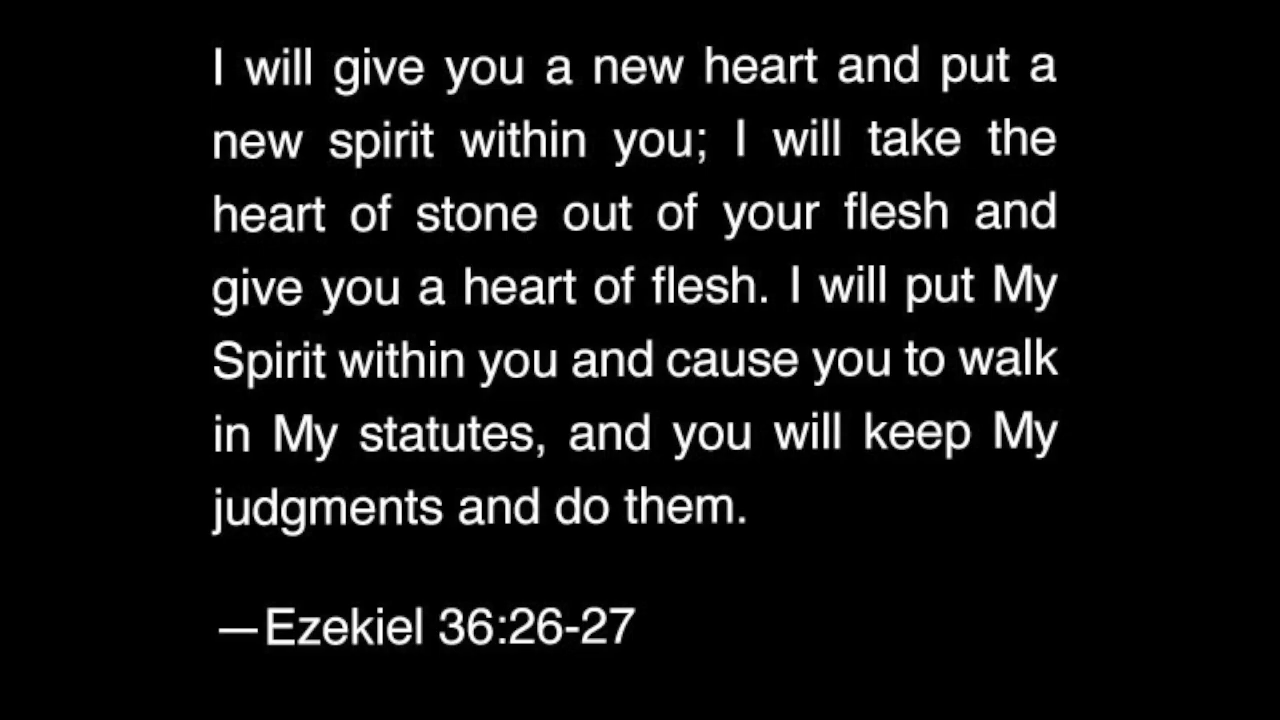 I will give you a new heart and put a
new spirit within you; I will take the
heart of stone out of your flesh and
give you a heart of flesh. I will put My
Spirit within you and cause you to walk
in My statutes, and you will keep My
judgments and do them.
—Ezekiel 36:26-27